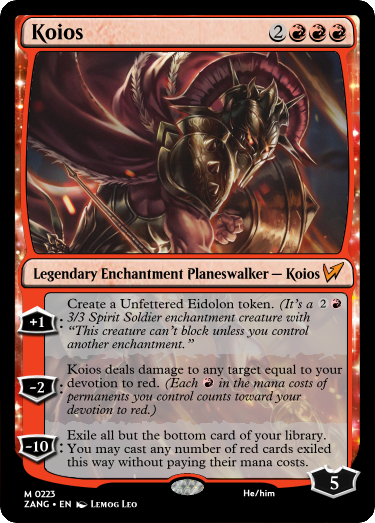 Koios 2
Legendary Enchantment Planeswalker — Koios
+1: Create a Unfettered Eidolon token. (It's a 2
3/3 Spirit Soldier enchantment creature with
"This creature can't block unless you control
another enchantment."
-2: Koios deals damage to any target equal to your
devotion to red. (Each in the mana costs of
permanents you control counts toward your
devotion to red.)
-10: Exile all but the bottom card of your library.
You may cast any number of red cards exiled
this way without paying their mana costs.
5
M 0223
ZANG • EN Lemog Leo
He/him